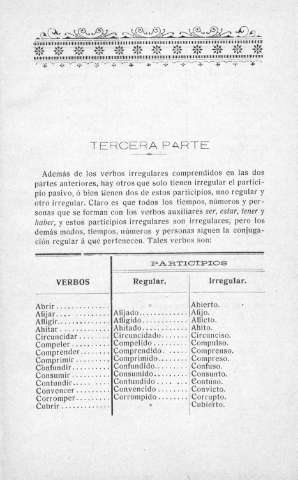 TERCERA PARTE
Además de los verbos irregulares comprendidos en las dos
partes anteriores, hay otros que solo tienen irregular el partici-
pio pasivo, ó bien tienen dos de estos participios, uno regular y
otro irregular. Claro es que todos los tiempos, números y per-
sonas que se forman con los verbos auxiliares ser, estar, tener y
haber, y estos participios irregulares son irregulares, pero los
demás modos, tiempos, números y personas siguen la conjuga-
ción regular á que pertenecen. Tales verbos son:
PARTICIPIOS
VERBOS Regular. Irregular.
Abrir............. » Abierto.
Afijar............. Afijado........... Afijo.
Afligir............. Afligido........... Aflicto.
Ahitar............. Ahitado........... Ahito.
Circuncidar....... Circuncidado...... Circunciso.
Compeler.......... Compelido........ Compulso.
Comprender....... Comprendido...... Comprenso.
Comprimir........ Comprimido....... Compreso.
Confundir......... Confundido....... Confuso.
Consumir......... Consumido........ Consunto.
Contundir......... Contundido....... Contuso.
Convencer........ Convencido....... Convicto.
Corromper........ Corrompido....... Corrupto.
Cubrir............ » Cubierto.